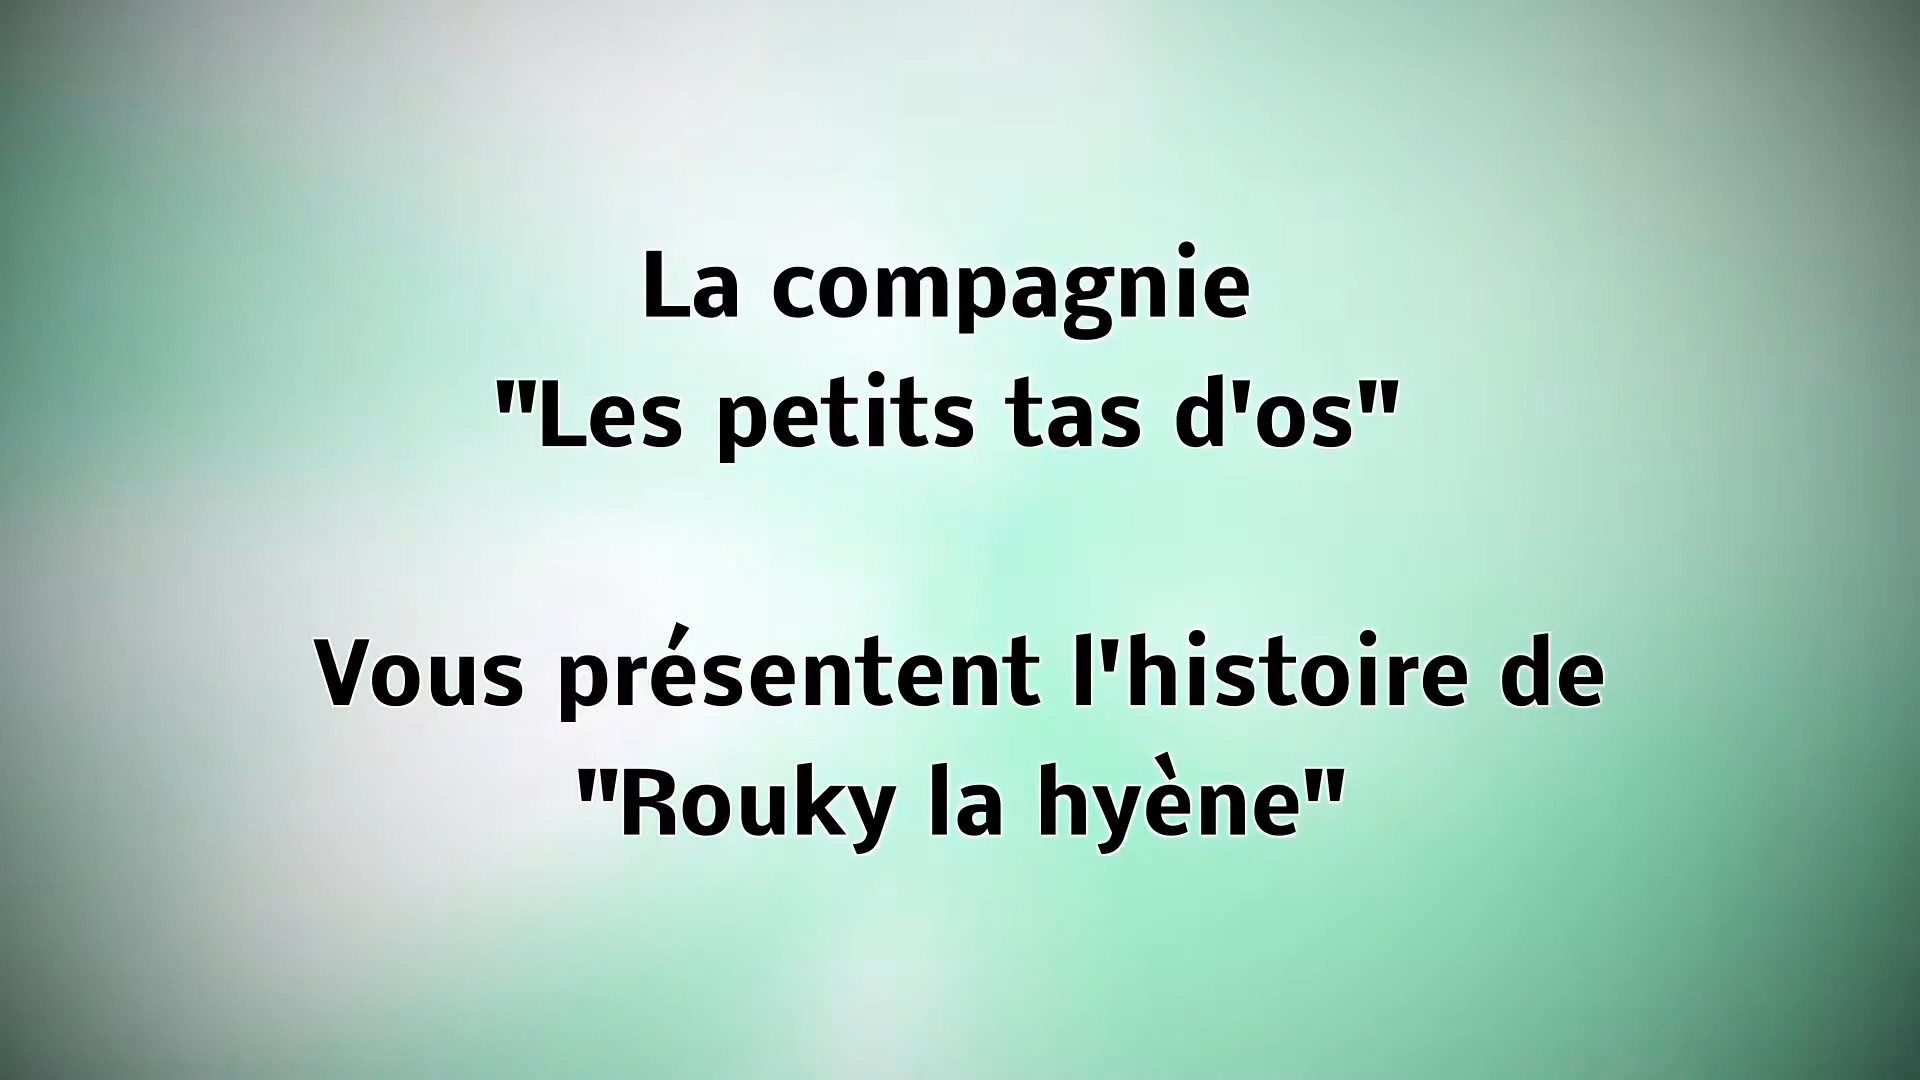 La compagnie
"Les petits tas d'os"
Vous présentent l'histoire de
"Rouky la hyène"